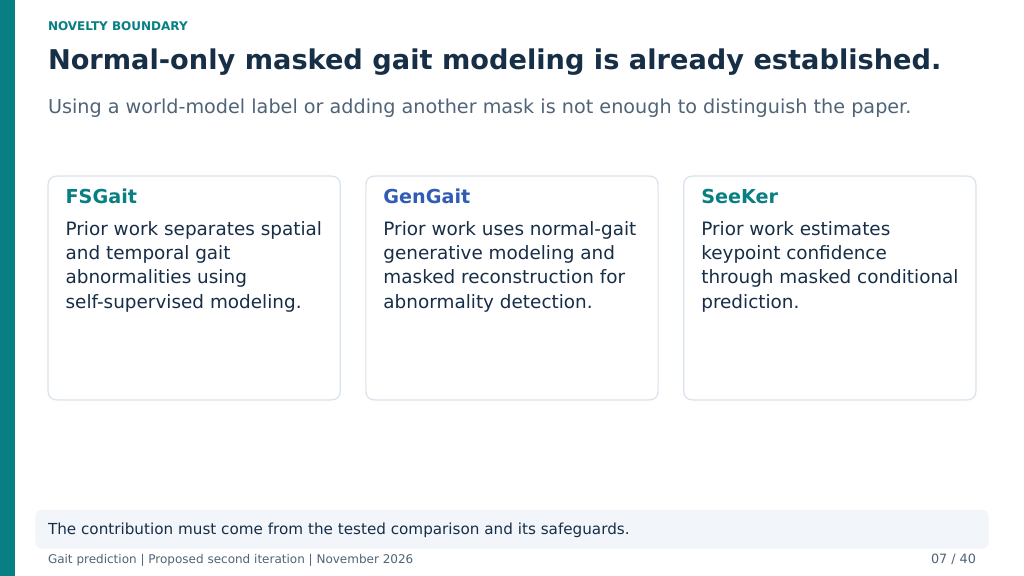 NOVELTY BOUNDARY
Normal-only masked gait modeling is already established.
Using a world-model label or adding another mask is not enough to distinguish the paper.
FSGait
Prior work separates spatial
and temporal gait
abnormalities using
self-supervised modeling.
GenGait
Prior work uses normal-gait
generative modeling and
masked reconstruction for
abnormality detection.
SeeKer
Prior work estimates
keypoint confidence
through masked conditional
prediction.
The contribution must come from the tested comparison and its safeguards.
Gait prediction | Proposed second iteration | November 2026
07 / 40